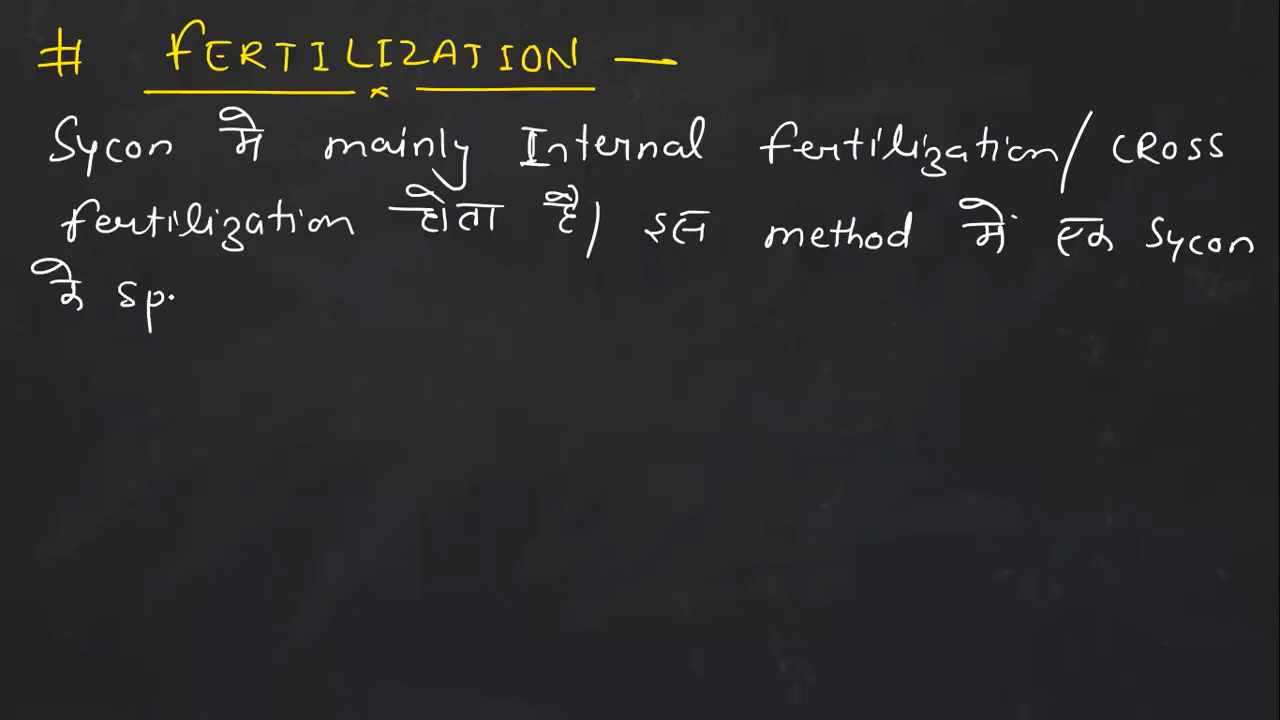 # FERTILIZATION —
Sycon मे mainly Internal fertilization/ CROSS
fertilization होता है। इस method में एक Sycon
के sp.